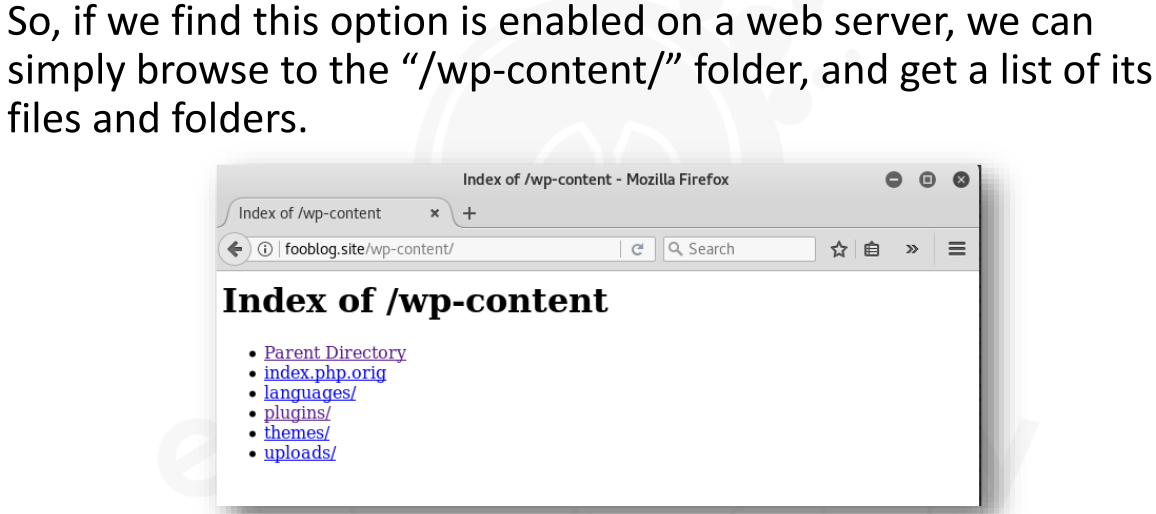 So, if we find this option is enabled on a web server, we can
simply browse to the “/wp-content/” folder, and get a list of its
files and folders.
Index of /wp-content - Mozilla Firefox
Index of /wp-content × +
fooblog.site/wp-content/ Search
Index of /wp-content
• Parent Directory
• index.php.orig
• languages/
• plugins/
• themes/
• uploads/